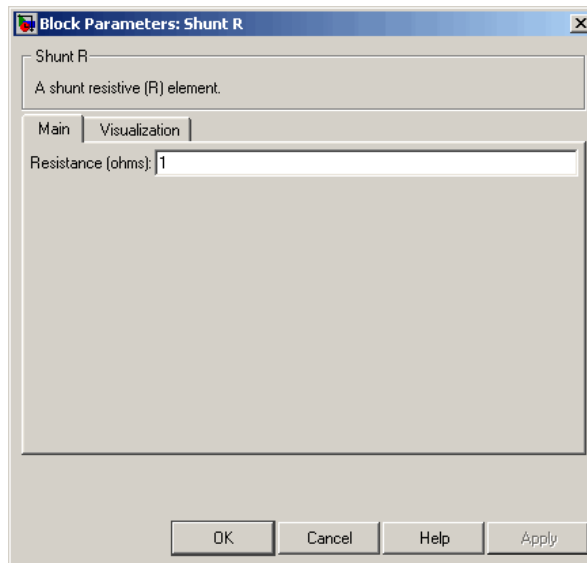 Block Parameters: Shunt R
Shunt R
A shunt resistive (R) element.
Main Visualization
Resistance (ohms): 1
OK Cancel Help Apply